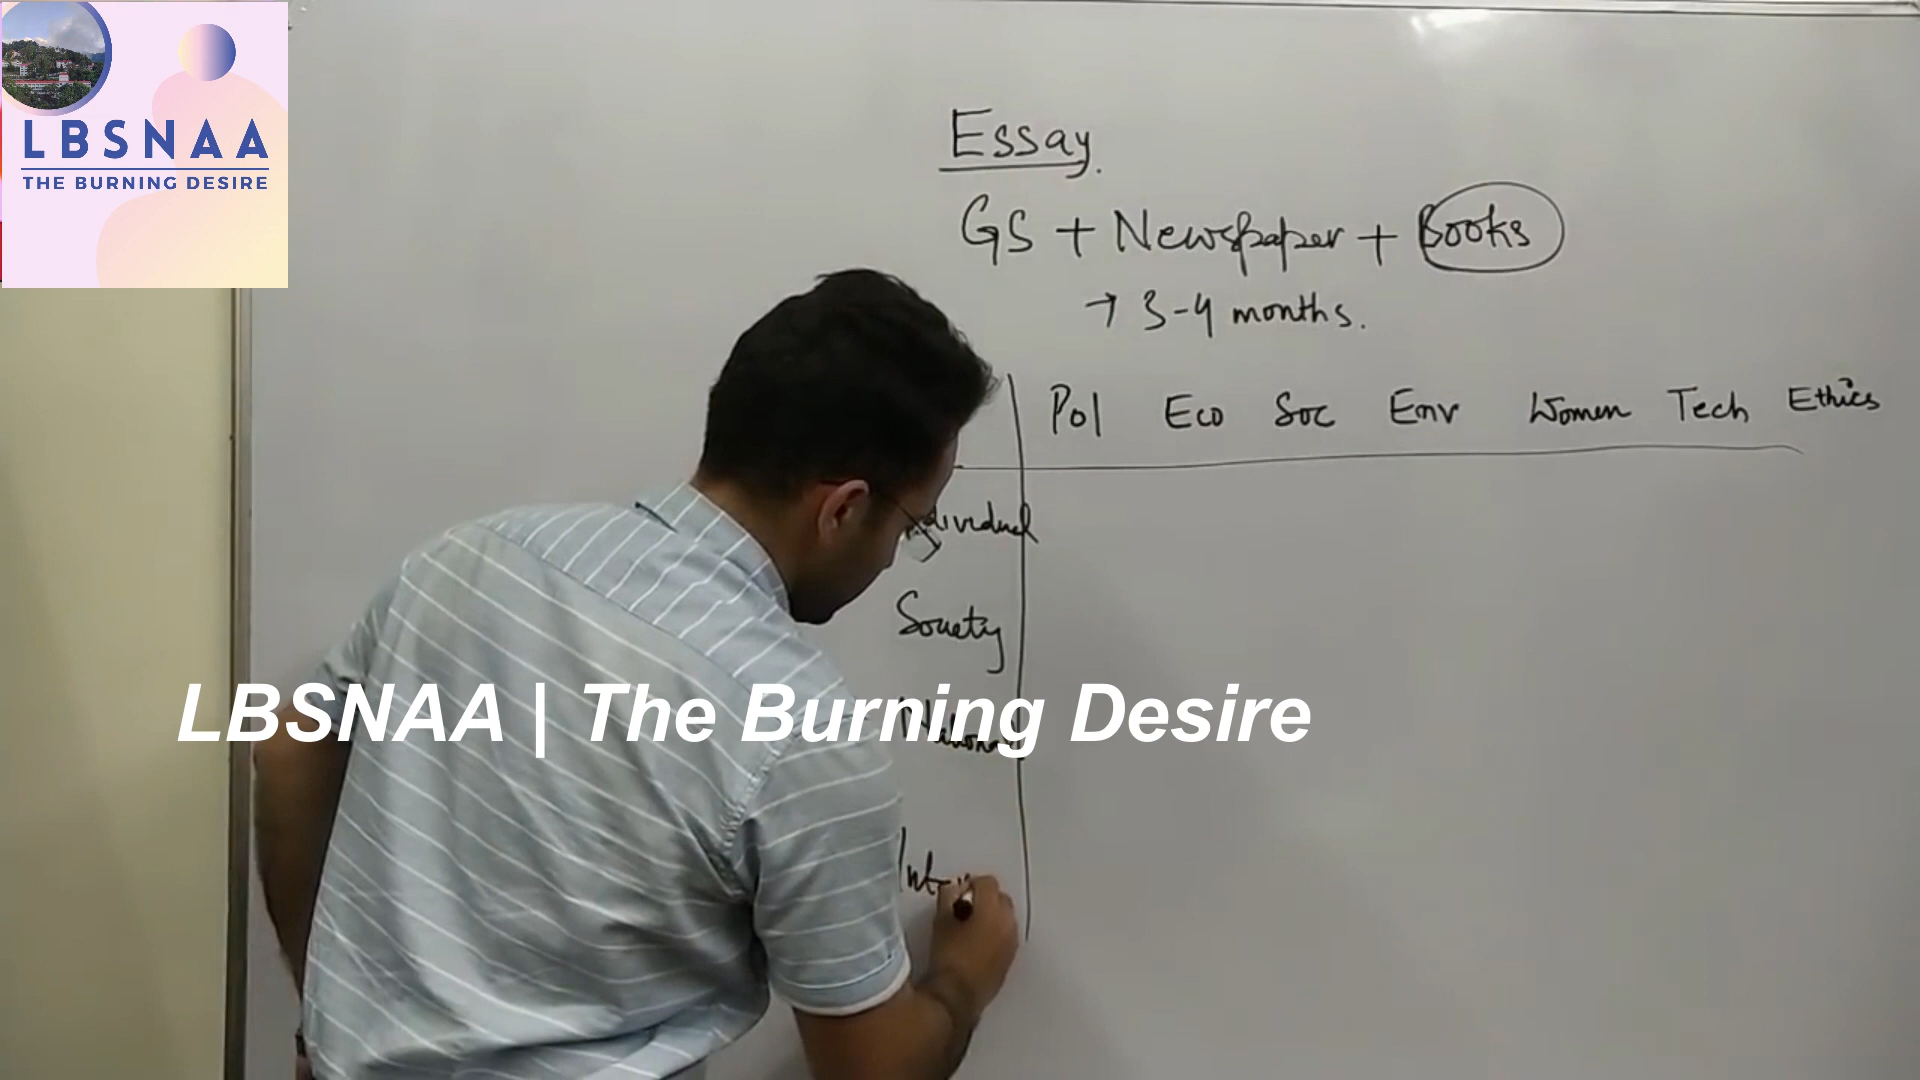 LBSNAA
THE BURNING DESIRE
Essay.
GS + Newspaper + Books
→ 3-4 months.
Pol Eco Soc Env Women Tech Ethics
Society
LBSNAA | The Burning Desire
National